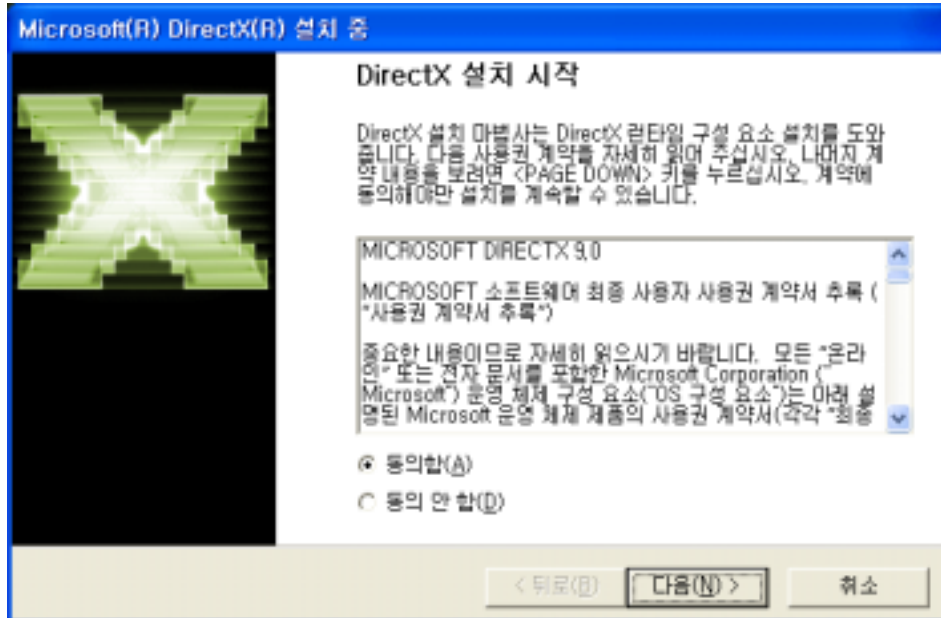 Microsoft(R) DirectX(R) 설치 중
DirectX 설치 시작
DirectX 설치 마법사는 DirectX 런타임 구성 요소 설치를 도와
줍니다. 다음 사용권 계약을 자세히 읽어 주십시오. 나머지 계
약 내용을 보려면 <PAGE DOWN> 키를 누르십시오. 계약에
동의해야만 설치를 계속할 수 있습니다.
MICROSOFT DIRECTX 9.0
MICROSOFT 소프트웨어 최종 사용자 사용권 계약서 추록 (
"사용권 계약서 추록")
중요한 내용이므로 자세히 읽으시기 바랍니다. 모든 "온라
인" 또는 전자 문서를 포함한 Microsoft Corporation ("
Microsoft") 운영 체제 구성 요소("OS 구성 요소")는 아래 설
명된 Microsoft 운영 체제 제품의 사용권 계약서(각각 "최종
동의함(A)
동의 안 함(D)
< 뒤로(B)
다음(N) >
취소